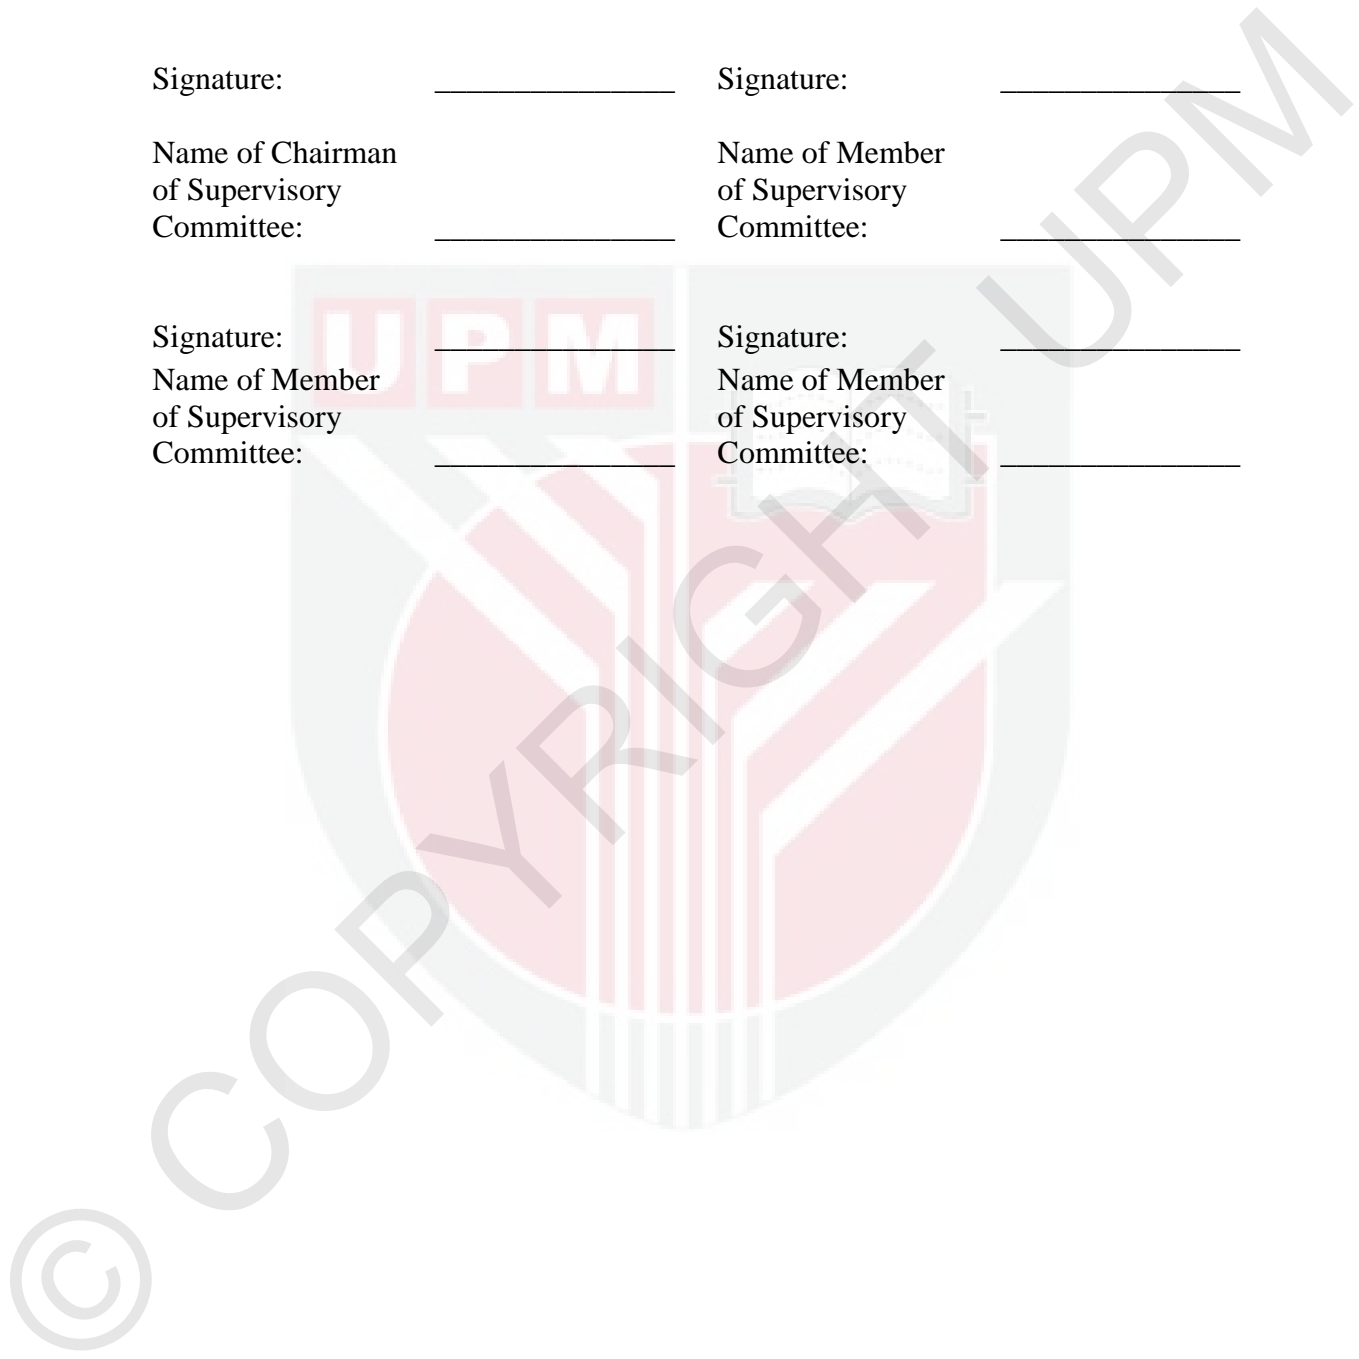 Signature: _______________ Signature: _______________
Name of Chairman Name of Member
of Supervisory of Supervisory
Committee: _______________ Committee: _______________
UPM
Signature: _______________ Signature: _______________
Name of Member Name of Member
of Supervisory of Supervisory
Committee: _______________ Committee: _______________
© COPYRIGHT UPM